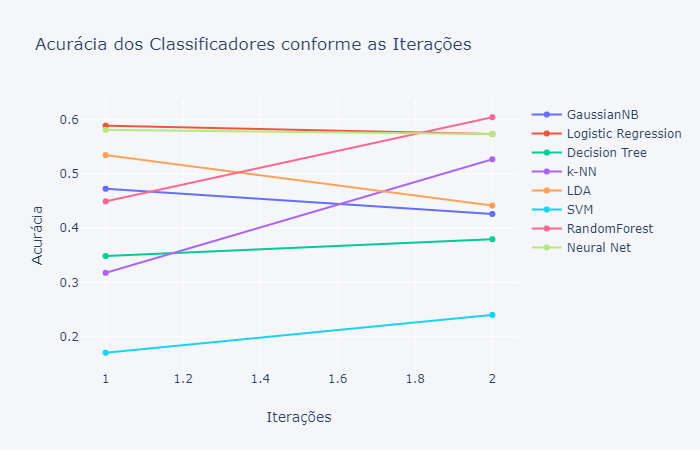 Acurácia dos Classificadores conforme as Iterações
0.6
0.5
0.4
0.3
0.2
Acurácia
1
1.2
1.4
1.6
1.8
2
Iterações
GaussianNB
Logistic Regression
Decision Tree
k-NN
LDA
SVM
RandomForest
Neural Net